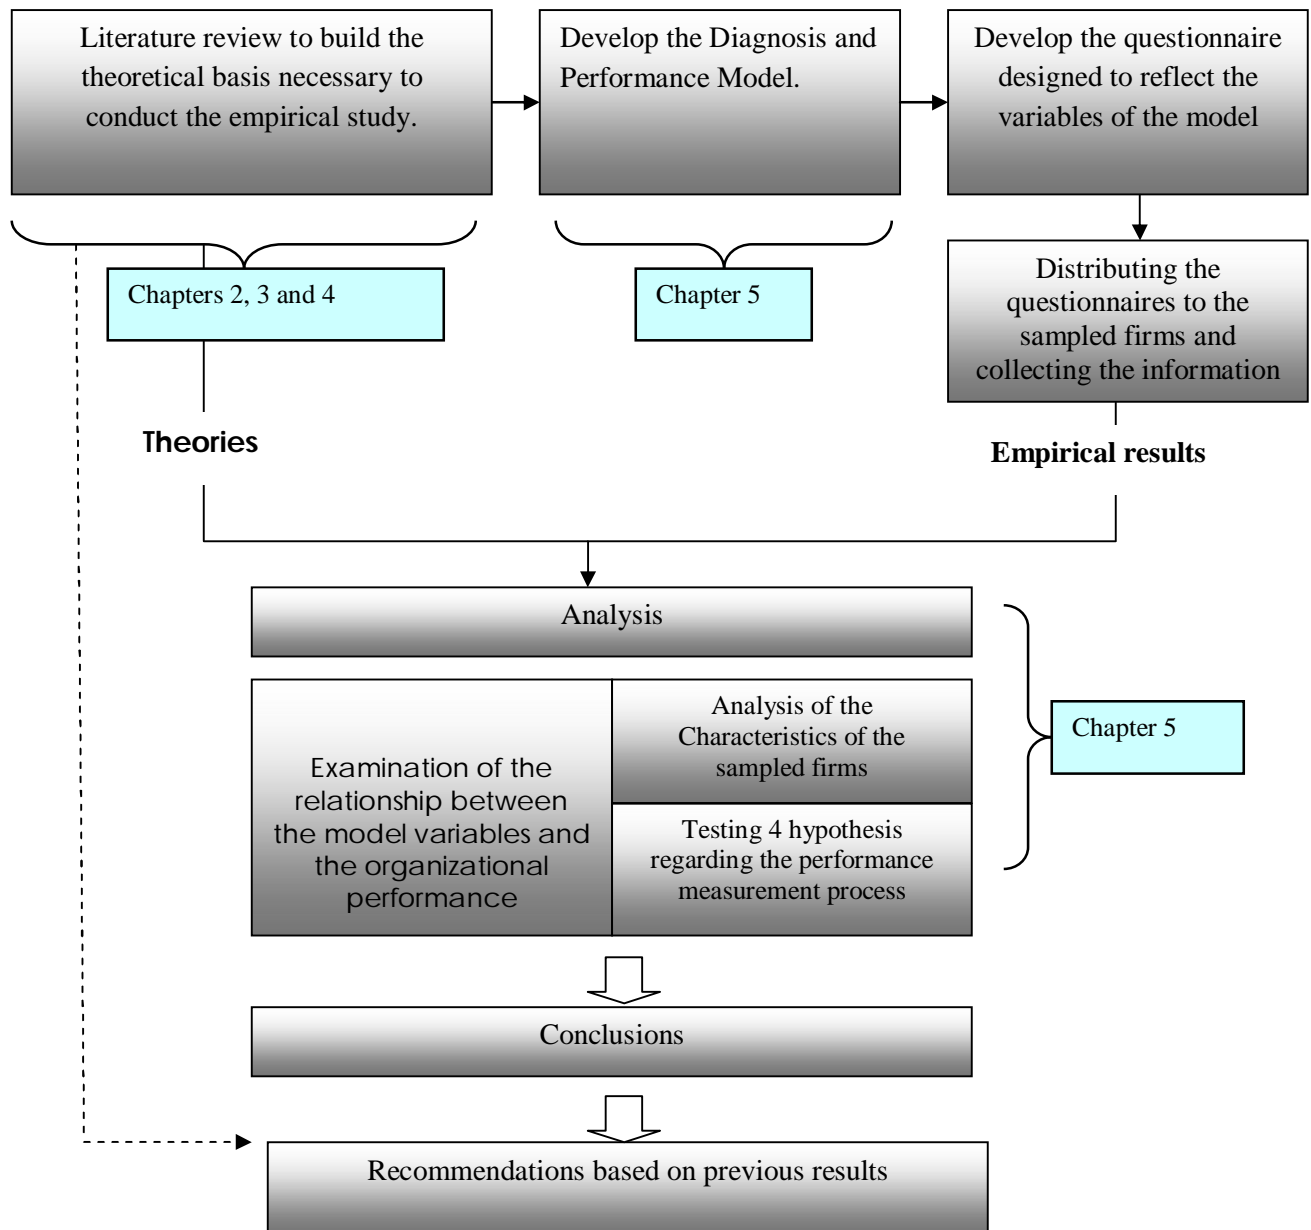 Literature review to build the
theoretical basis necessary to
conduct the empirical study.
Develop the Diagnosis and
Performance Model.
Develop the questionnaire
designed to reflect the
variables of the model
Chapters 2, 3 and 4
Chapter 5
Distributing the
questionnaires to the
sampled firms and
collecting the information
Theories
Empirical results
Analysis
Examination of the
relationship between
the model variables and
the organizational
performance
Analysis of the
Characteristics of the
sampled firms
Testing 4 hypothesis
regarding the performance
measurement process
Chapter 5
Conclusions
Recommendations based on previous results